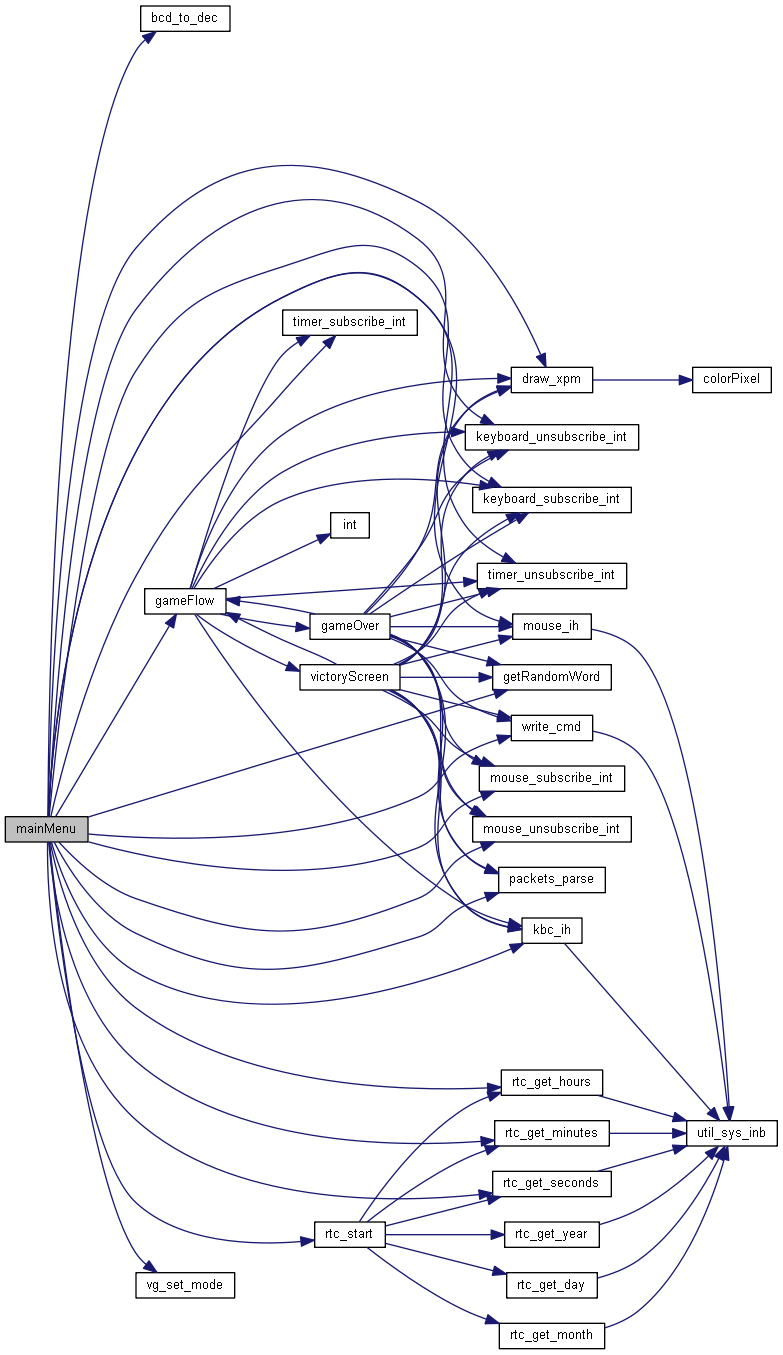 bcd_to_dec
timer_subscribe_int
draw_xpm
colorPixel
keyboard_unsubscribe_int
keyboard_subscribe_int
int
timer_unsubscribe_int
gameFlow
gameOver
mouse_ih
victoryScreen
getRandomWord
write_cmd
mouse_subscribe_int
mainMenu
mouse_unsubscribe_int
packets_parse
kbc_ih
rtc_get_hours
rtc_get_minutes
util_sys_inb
rtc_get_seconds
rtc_start
rtc_get_year
vg_set_mode
rtc_get_day
rtc_get_month